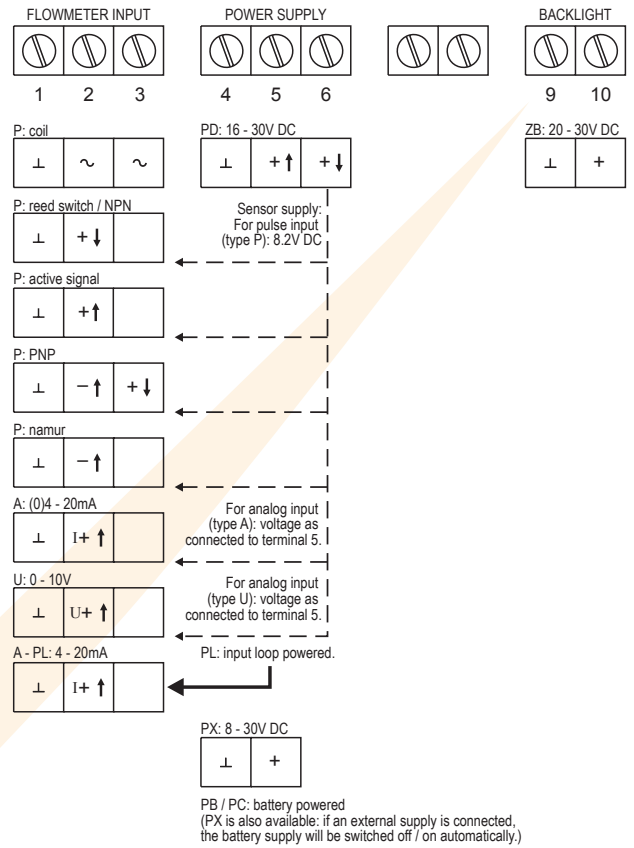 FLOWMETER INPUT
POWER SUPPLY
BACKLIGHT
1 2 3
4 5 6
9 10
P: coil
⊥ ~ ~
PD: 16 - 30V DC
⊥ +↑ +↓
ZB: 20 - 30V DC
⊥ +
P: reed switch / NPN
⊥ +↓
Sensor supply:
For pulse input
(type P): 8.2V DC
P: active signal
⊥ +↑
P: PNP
⊥ −↑ +↓
P: namur
⊥ −↑
A: (0)4 - 20mA
⊥ I+ ↑
For analog input
(type A): voltage as
connected to terminal 5.
U: 0 - 10V
⊥ U+ ↑
For analog input
(type U): voltage as
connected to terminal 5.
A - PL: 4 - 20mA
⊥ I+ ↑
PL: input loop powered.
PX: 8 - 30V DC
⊥ +
PB / PC: battery powered
(PX is also available: if an external supply is connected,
the battery supply will be switched off / on automatically.)